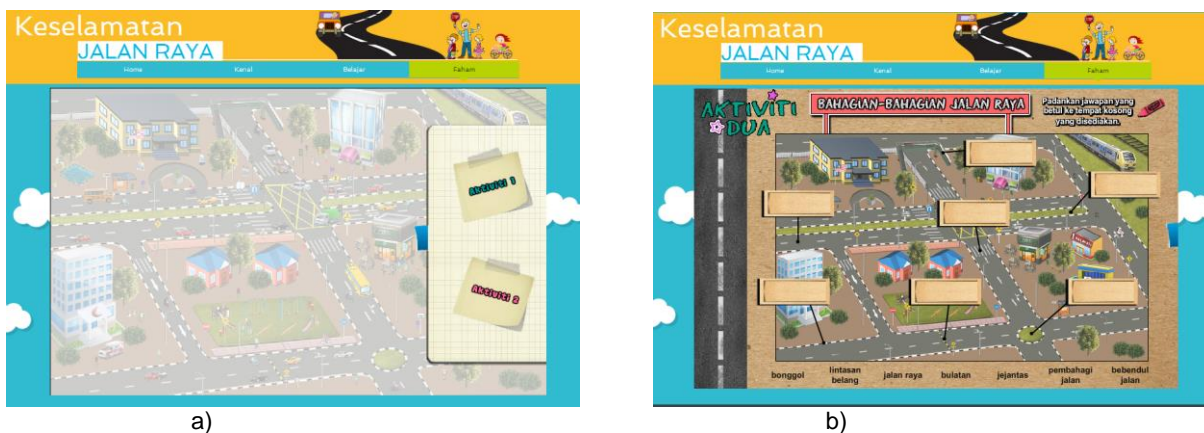 Keselamatan
JALAN RAYA
Home Kenal Belajar Faham
Aktiviti 1
Aktiviti 2
a)
Keselamatan
JALAN RAYA
Home Kenal Belajar Faham
AKTIVITI
DUA
BAHAGIAN-BAHAGIAN JALAN RAYA
Padankan jawapan yang
betul ke tempat kosong
yang disediakan.
bonggol lintasan belang jalan raya bulatan jejantas pembahagi jalan bebendul jalan
b)